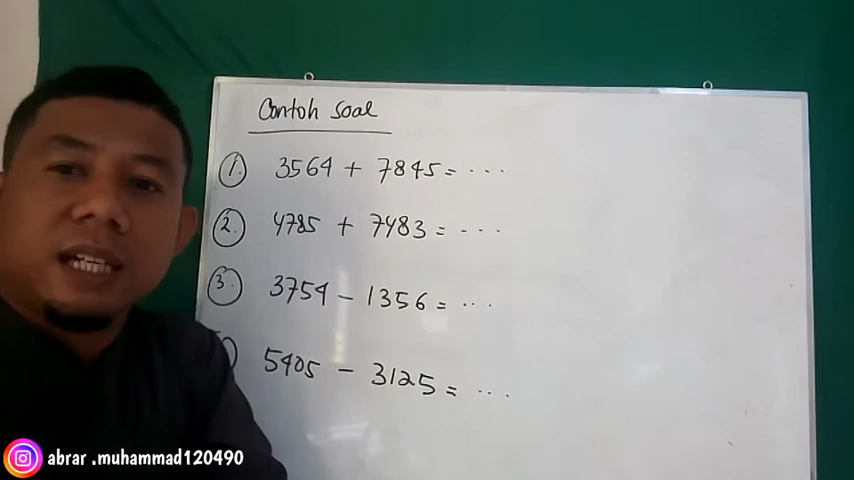 Contoh soal
1. 3564 + 7845 = ...
2. 4785 + 7483 = ...
3. 3754 - 1356 = ...
5405 - 3125 = ...
abrar .muhammad120490